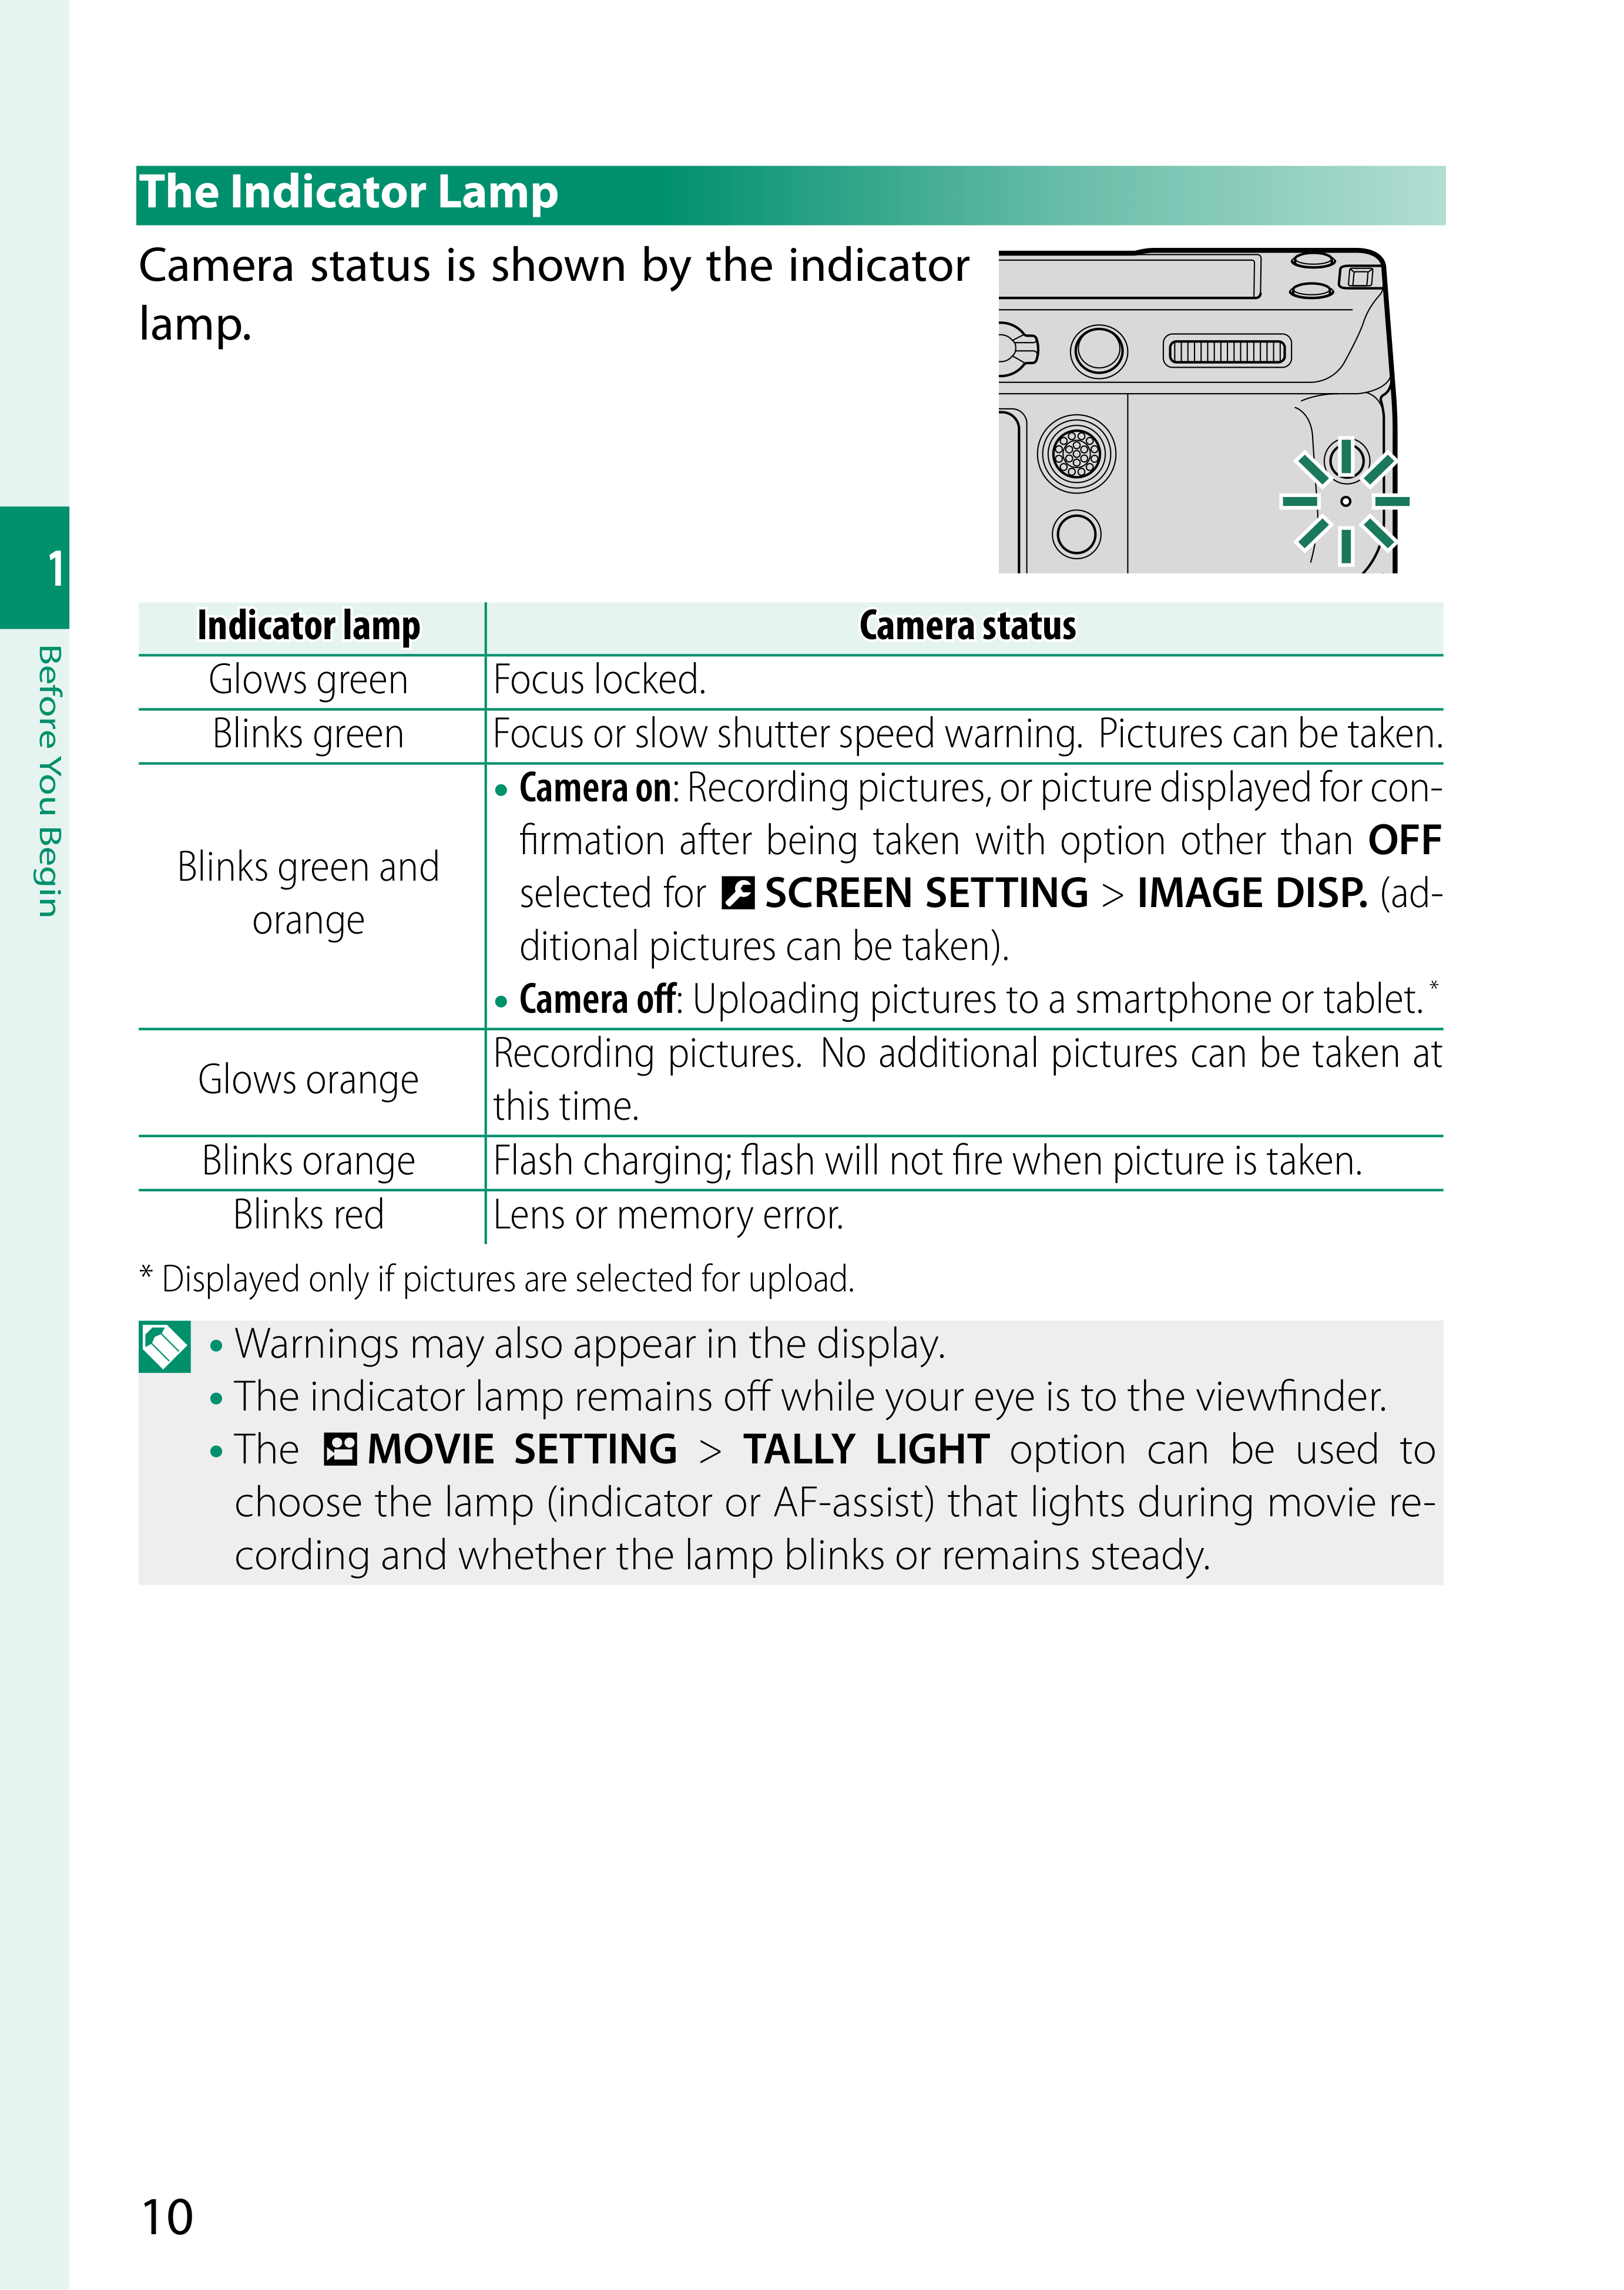 The Indicator Lamp
Camera status is shown by the indicator
lamp.
1
Before You Begin
Indicator lamp
Camera status
Glows green
Focus locked.
Blinks green
Focus or slow shutter speed warning. Pictures can be taken.
Blinks green and
orange
• Camera on: Recording pictures, or picture displayed for con-
firmation after being taken with option other than OFF
selected for SCREEN SETTING > IMAGE DISP. (ad-
ditional pictures can be taken).
• Camera off: Uploading pictures to a smartphone or tablet.*
Glows orange
Recording pictures. No additional pictures can be taken at
this time.
Blinks orange
Flash charging; flash will not fire when picture is taken.
Blinks red
Lens or memory error.
* Displayed only if pictures are selected for upload.
• Warnings may also appear in the display.
• The indicator lamp remains off while your eye is to the viewfinder.
• The MOVIE SETTING > TALLY LIGHT option can be used to
choose the lamp (indicator or AF-assist) that lights during movie re-
cording and whether the lamp blinks or remains steady.
10